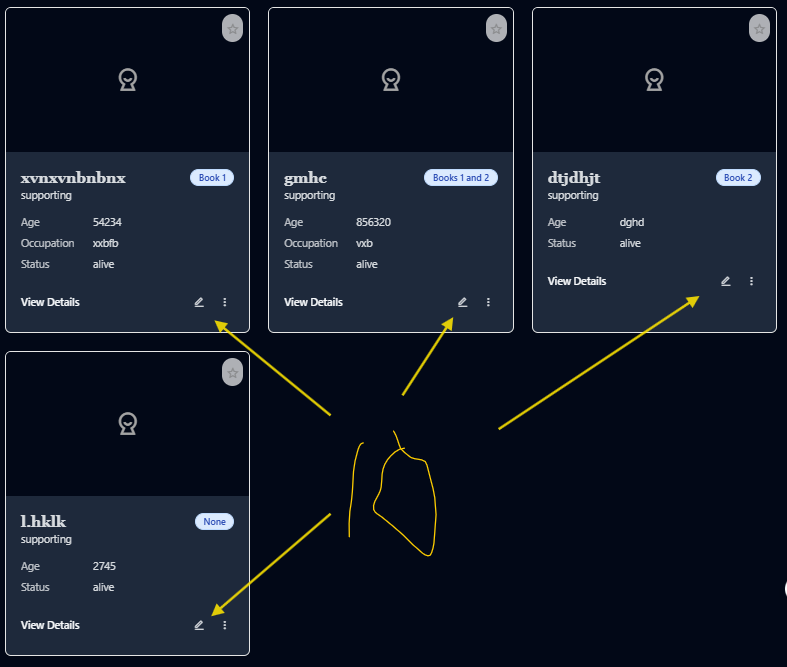 xvnxvnbnbnx Book 1
supporting
Age 54234
Occupation xxbfb
Status alive
View Details
gmhc Books 1 and 2
supporting
Age 856320
Occupation vxb
Status alive
View Details
dtjdhjt Book 2
supporting
Age dghd
Status alive
View Details
l.hklk None
supporting
Age 2745
Status alive
View Details